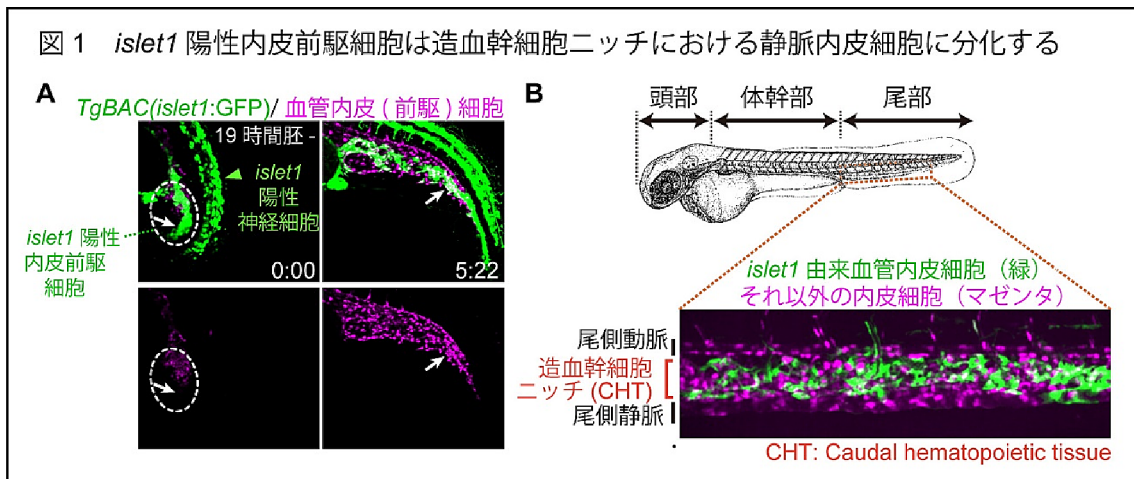 図1 islet1 陽性内皮前駆細胞は造血幹細胞ニッチにおける静脈内皮細胞に分化する
A
TgBAC(islet1:GFP)/ 血管内皮 ( 前駆 ) 細胞
19 時間胚 -
islet1
陽性
神経細胞
islet1 陽性
内皮前駆
細胞
0:00
5:22
B
頭部
体幹部
尾部
islet1 由来血管内皮細胞（緑）
それ以外の内皮細胞（マゼンタ）
尾側動脈
造血幹細胞
ニッチ (CHT)
尾側静脈
CHT: Caudal hematopoietic tissue